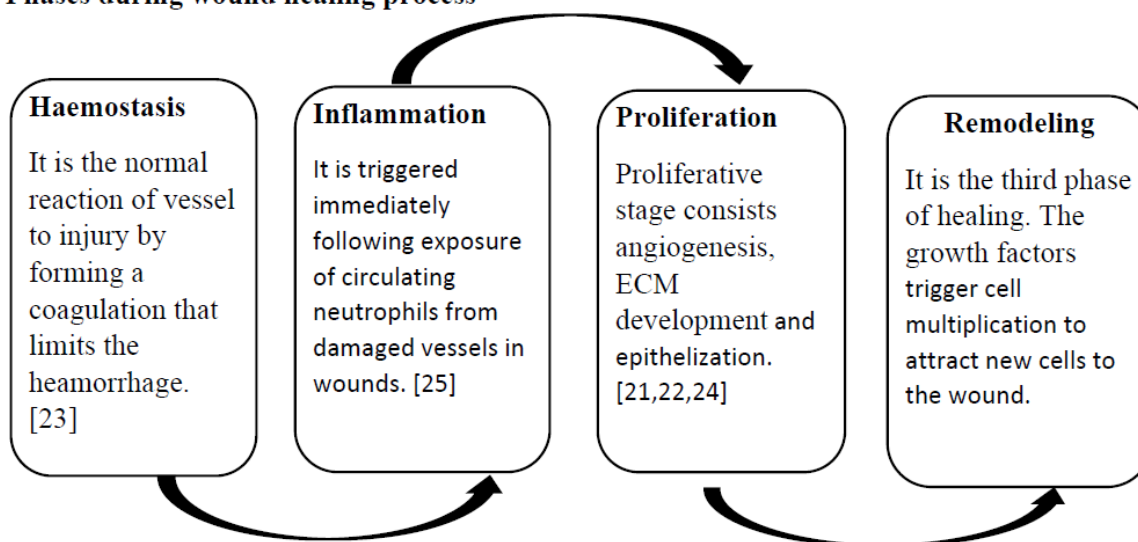 Phases during wound healing process
Haemostasis
It is the normal
reaction of vessel
to injury by
forming a
coagulation that
limits the
heamorrhage.
[23]
Inflammation
It is triggered
immediately
following exposure
of circulating
neutrophils from
damaged vessels in
wounds. [25]
Proliferation
Proliferative
stage consists
angiogenesis,
ECM
development and
epithelization.
[21,22,24]
Remodeling
It is the third phase
of healing. The
growth factors
trigger cell
multiplication to
attract new cells to
the wound.